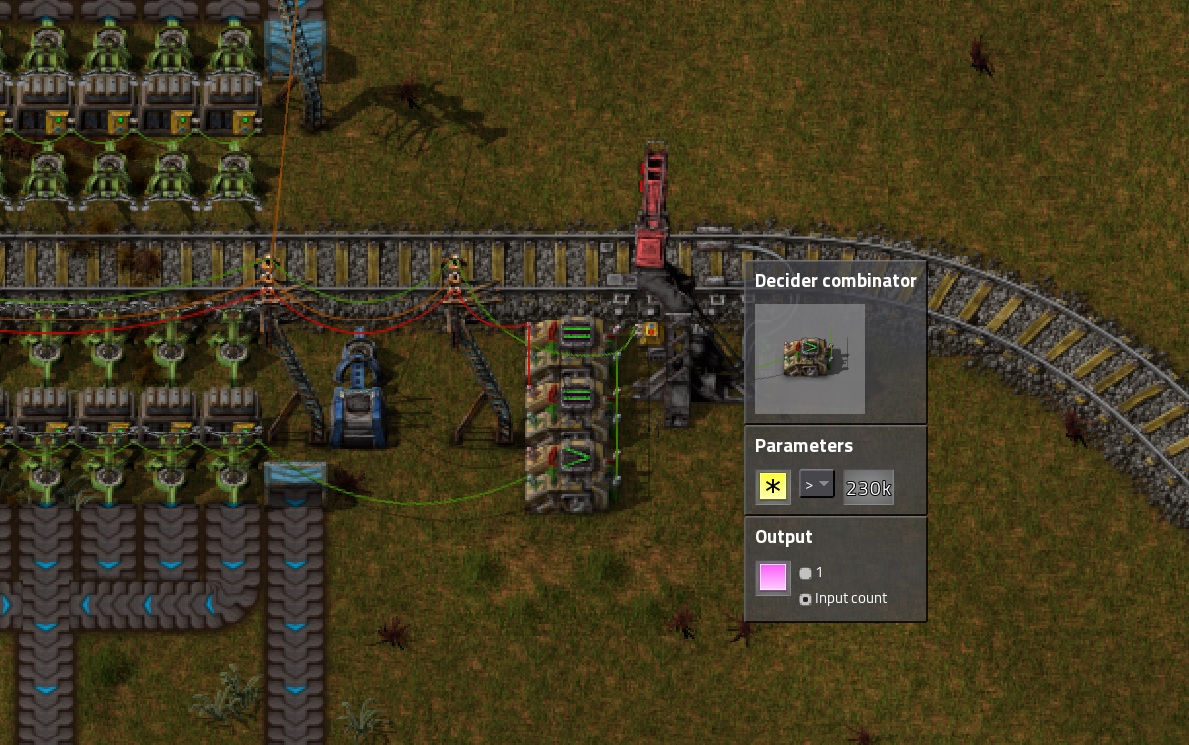 Decider combinator
Parameters
* > 230k
Output
1
Input count